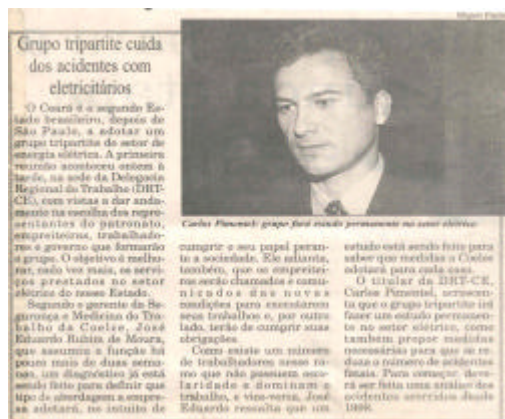 Grupo tripartite cuida
dos acidentes com
eletricitários
O Ceará é o segundo Es-
tado brasileiro, depois de
São Paulo, a adotar um
grupo tripartite do setor de
energia elétrica. A primeira
reunião aconteceu ontem à
tarde, na sede da Delegacia
Regional do Trabalho (DRT-
CE), com vistas a dar anda-
mento na escolha dos repre-
sentantes do patronato,
empreiteiros, trabalhado-
res e governo que formarão
o grupo. O objetivo é melho-
rar, cada vez mais, os servi-
ços prestados no setor
elétrico do nosso Estado.
Segundo o gerente da Se-
gurança e Medicina do Tra-
balho da Coelce, José
Eduardo Rubira de Moura,
que assumiu a função há
pouco mais de duas sema-
nas, um diagnóstico já está
sendo feito para definir que
tipo de abordagem a empre-
sa adotará, no intuito de
Carlos Pimentel: grupo fará estudo permanente no setor elétrico
cumprir o seu papel peran-
te a sociedade. Ele adianta,
também, que os empreitei-
ros serão chamados e comu-
nicados das novas
condições para executarem
seus trabalhos e, por outro
lado, terão de cumprir suas
obrigações.
Como existe um número
de trabalhadores nesse ra-
mo que não possuem esco-
laridade e dominam o
trabalho, e vice-versa, José
Eduardo ressalta que um
estudo está sendo feito para
saber que medidas a Coelce
adotará para cada caso.
O titular da DRT-CE,
Carlos Pimentel, acrescen-
ta que o grupo tripartite irá
fazer um estudo permanen-
te no setor elétrico, como
também propor medidas
necessárias para que se re-
duza o número de acidentes
fatais. Para começar, deve-
rá ser feita uma análise dos
acidentes ocorridos desde